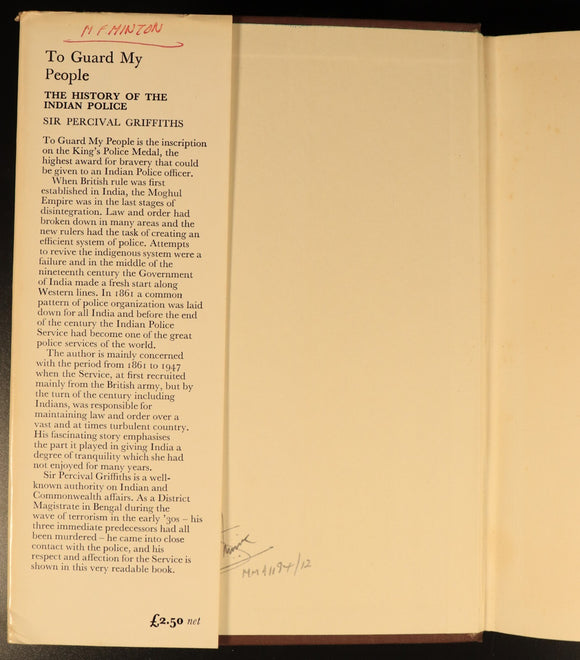 M F MINTON
To Guard My
People
THE HISTORY OF THE
INDIAN POLICE
SIR PERCIVAL GRIFFITHS
To Guard My People is the inscription
on the King's Police Medal, the
highest award for bravery that could
be given to an Indian Police officer.
When British rule was first
established in India, the Moghul
Empire was in the last stages of
disintegration. Law and order had
broken down in many areas and the
new rulers had the task of creating an
efficient system of police. Attempts
to revive the indigenous system were a
failure and in the middle of the
nineteenth century the Government
of India made a fresh start along
Western lines. In 1861 a common
pattern of police organization was laid
down for all India and before the end
of the century the Indian Police
Service had become one of the great
police services of the world.
The author is mainly concerned
with the period from 1861 to 1947
when the Service, at first recruited
mainly from the British army, but by
the turn of the century including
Indians, was responsible for
maintaining law and order over a
vast and at times turbulent country.
His fascinating story emphasises
the part it played in giving India a
degree of tranquility which she had
not enjoyed for many years.
Sir Percival Griffiths is a well-
known authority on Indian and
Commonwealth affairs. As a District
Magistrate in Bengal during the
wave of terrorism in the early '30s – his
three immediate predecessors had all
been murdered – he came into close
contact with the police, and his
respect and affection for the Service is
shown in this very readable book.
£2.50 net